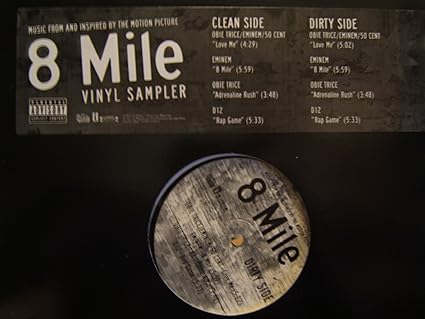 MUSIC FROM AND INSPIRED BY THE MOTION PICTURE
8 Mile
VINYL SAMPLER
PARENTAL
ADVISORY
EXPLICIT CONTENT
CLEAN SIDE
OBIE TRICE/EMINEM/50 CENT
"Love Me" (4:29)
EMINEM
"8 Mile" (5:59)
OBIE TRICE
"Adrenaline Rush" (3:48)
D12
"Rap Game" (5:33)
DIRTY SIDE
OBIE TRICE/EMINEM/50 CENT
"Love Me" (5:02)
EMINEM
"8 Mile" (5:59)
OBIE TRICE
"Adrenaline Rush" (3:48)
D12
"Rap Game" (5:33)
8 Mile
DIRTY SIDE